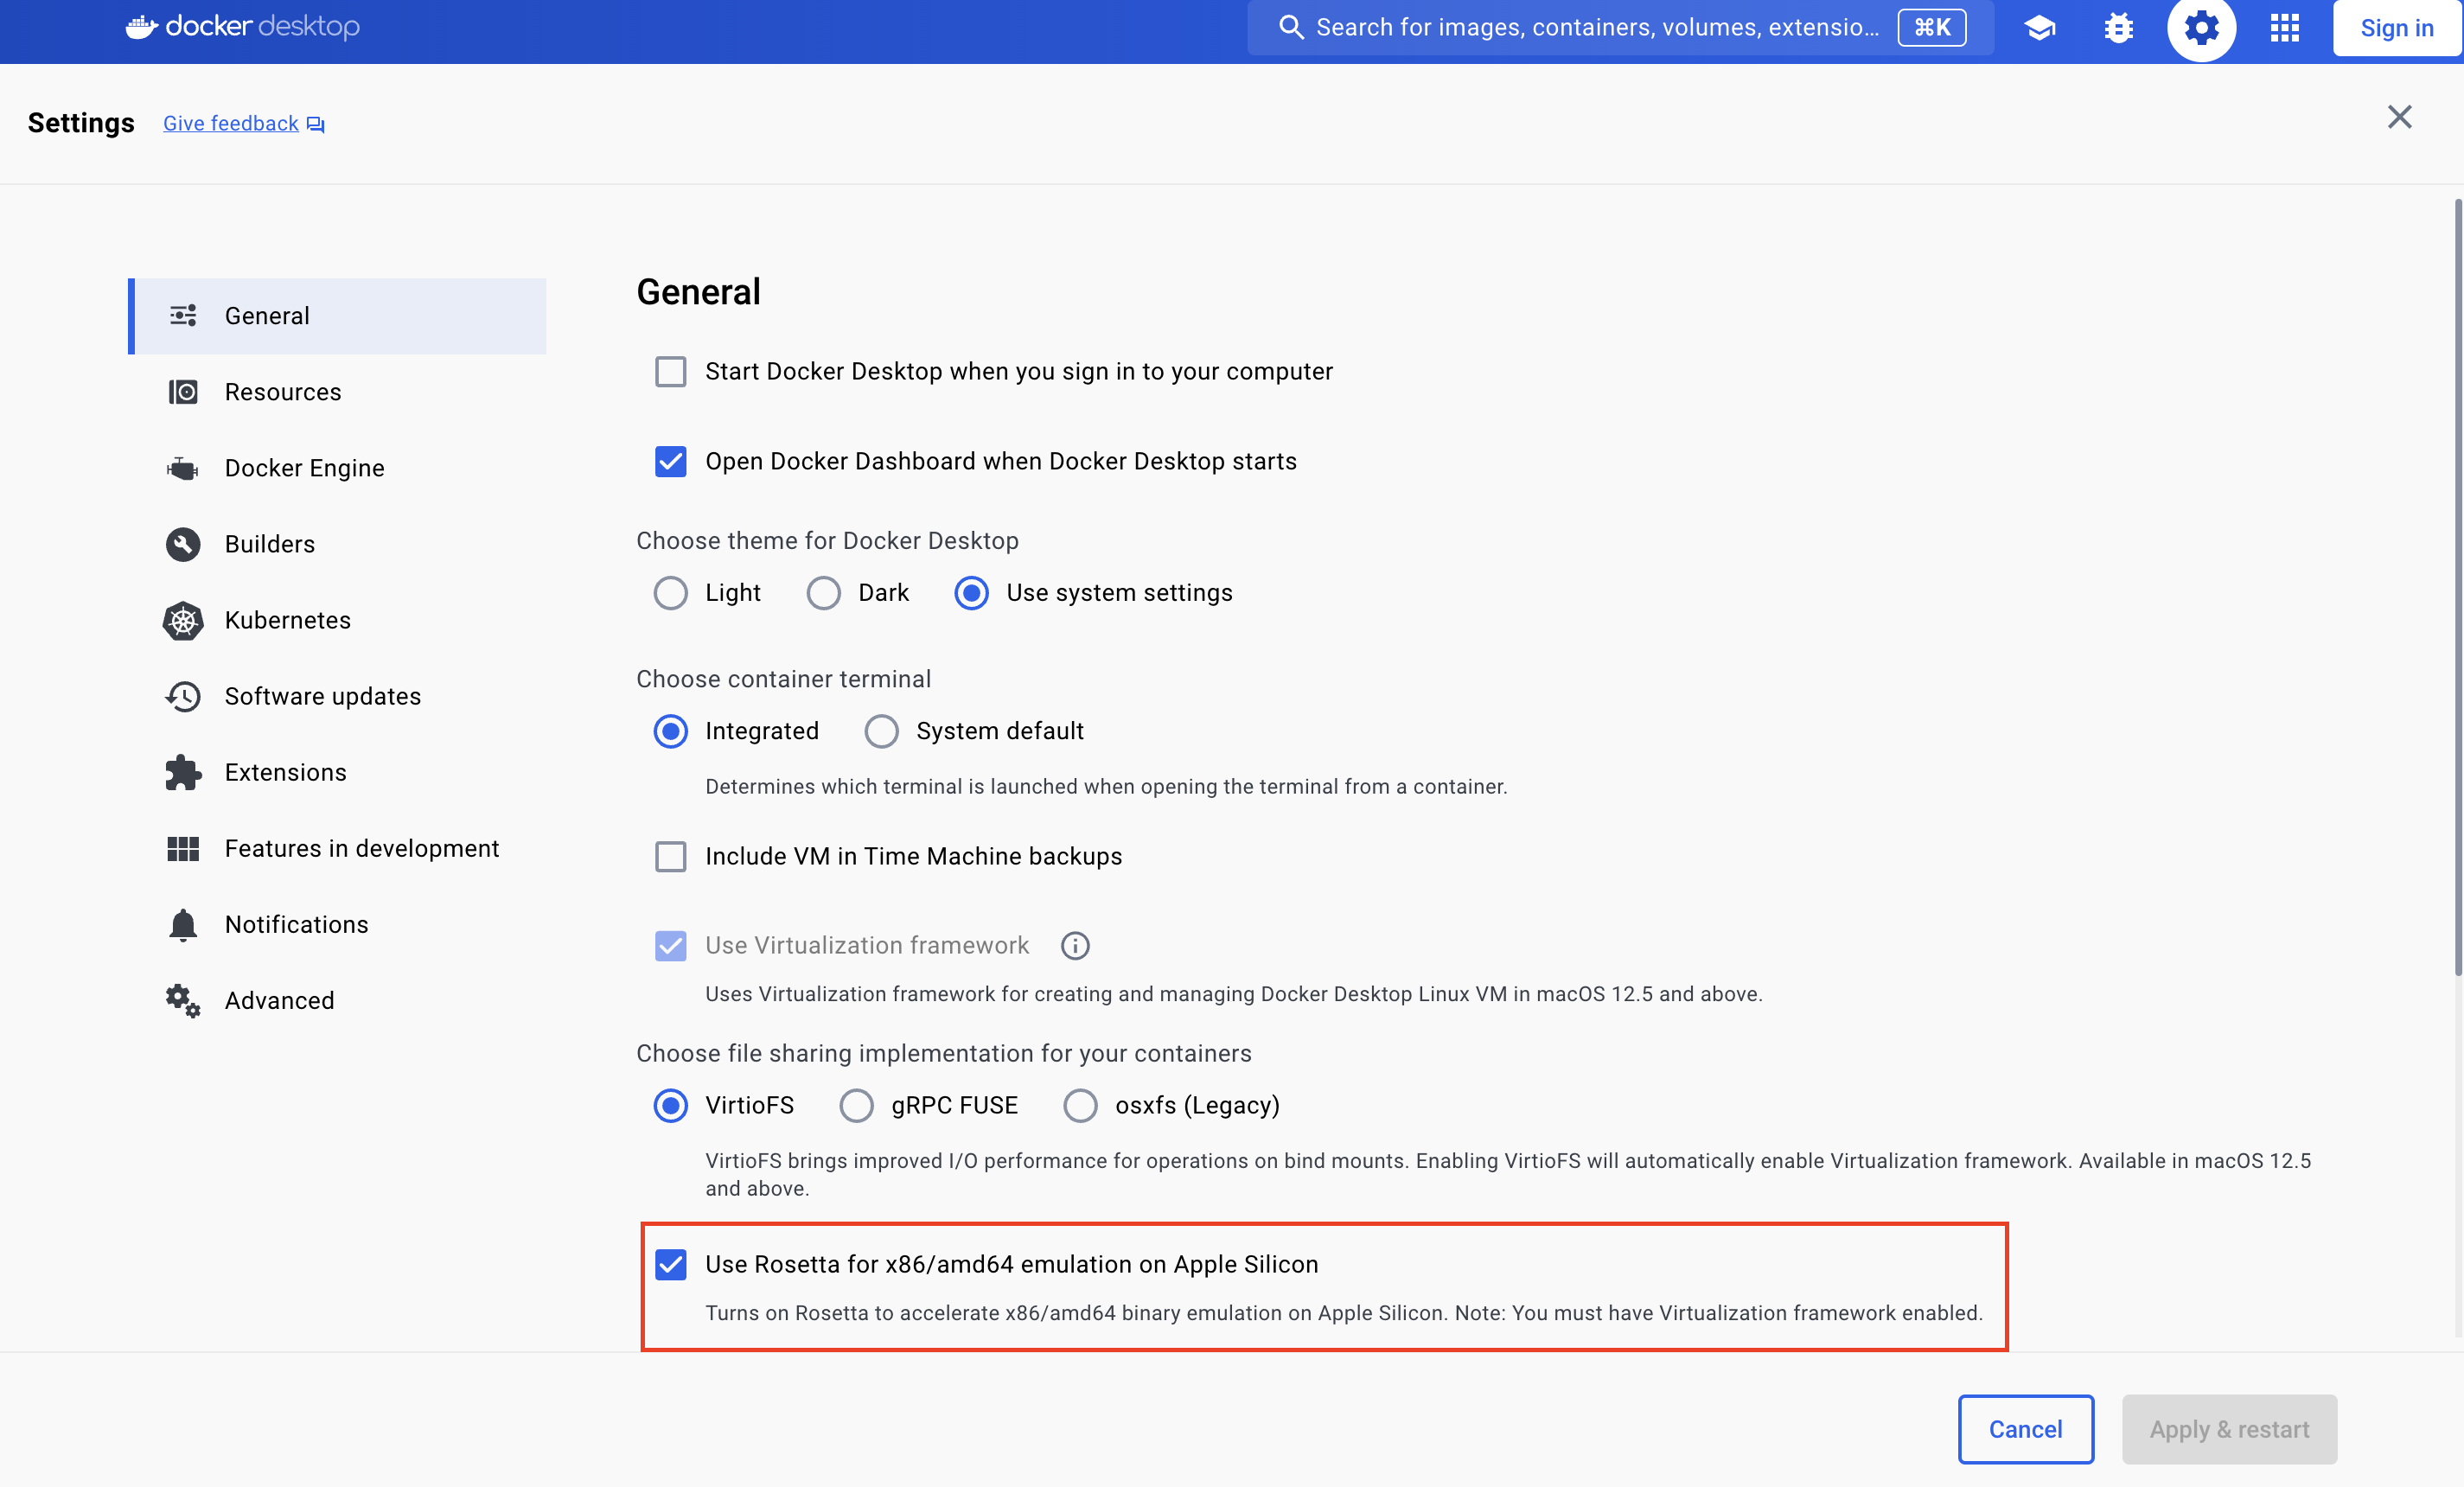 docker desktop
Search for images, containers, volumes, extensio...
⌘K
Sign in
Settings
Give feedback
General
Resources
Docker Engine
Builders
Kubernetes
Software updates
Extensions
Features in development
Notifications
Advanced
General
Start Docker Desktop when you sign in to your computer
Open Docker Dashboard when Docker Desktop starts
Choose theme for Docker Desktop
Light Dark Use system settings
Choose container terminal
Integrated System default
Determines which terminal is launched when opening the terminal from a container.
Include VM in Time Machine backups
Use Virtualization framework
Uses Virtualization framework for creating and managing Docker Desktop Linux VM in macOS 12.5 and above.
Choose file sharing implementation for your containers
VirtioFS gRPC FUSE osxfs (Legacy)
VirtioFS brings improved I/O performance for operations on bind mounts. Enabling VirtioFS will automatically enable Virtualization framework. Available in macOS 12.5
and above.
Use Rosetta for x86/amd64 emulation on Apple Silicon
Turns on Rosetta to accelerate x86/amd64 binary emulation on Apple Silicon. Note: You must have Virtualization framework enabled.
Cancel
Apply & restart